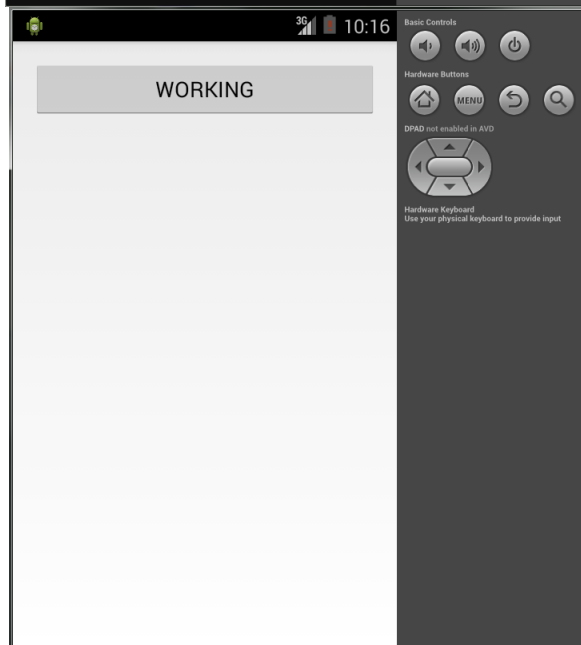 3G 10:16
WORKING
Basic Controls
Hardware Buttons
MENU
DPAD not enabled in AVD
Hardware Keyboard
Use your physical keyboard to provide input